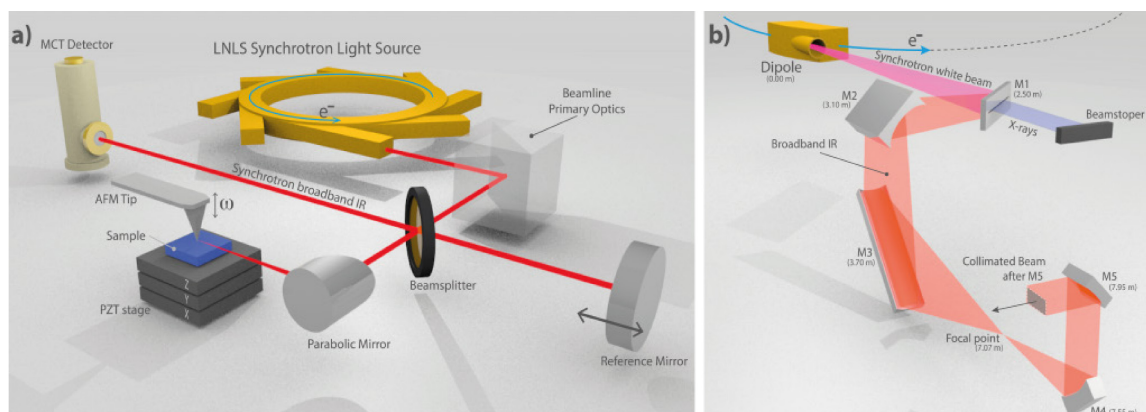 a)
MCT Detector
LNLS Synchrotron Light Source
e⁻
Beamline
Primary Optics
Synchrotron broadband IR
AFM Tip
ω
Sample
Z
Y
X
PZT stage
Beamsplitter
Parabolic Mirror
Reference Mirror
b)
e⁻
Dipole
(0.00 m)
Synchrotron white beam
M1
(2.50 m)
M2
(3.10 m)
X-rays
Beamstoper
Broadband IR
M3
(3.70 m)
Collimated Beam
after M5
M5
(7.95 m)
Focal point
(7.07 m)
M4